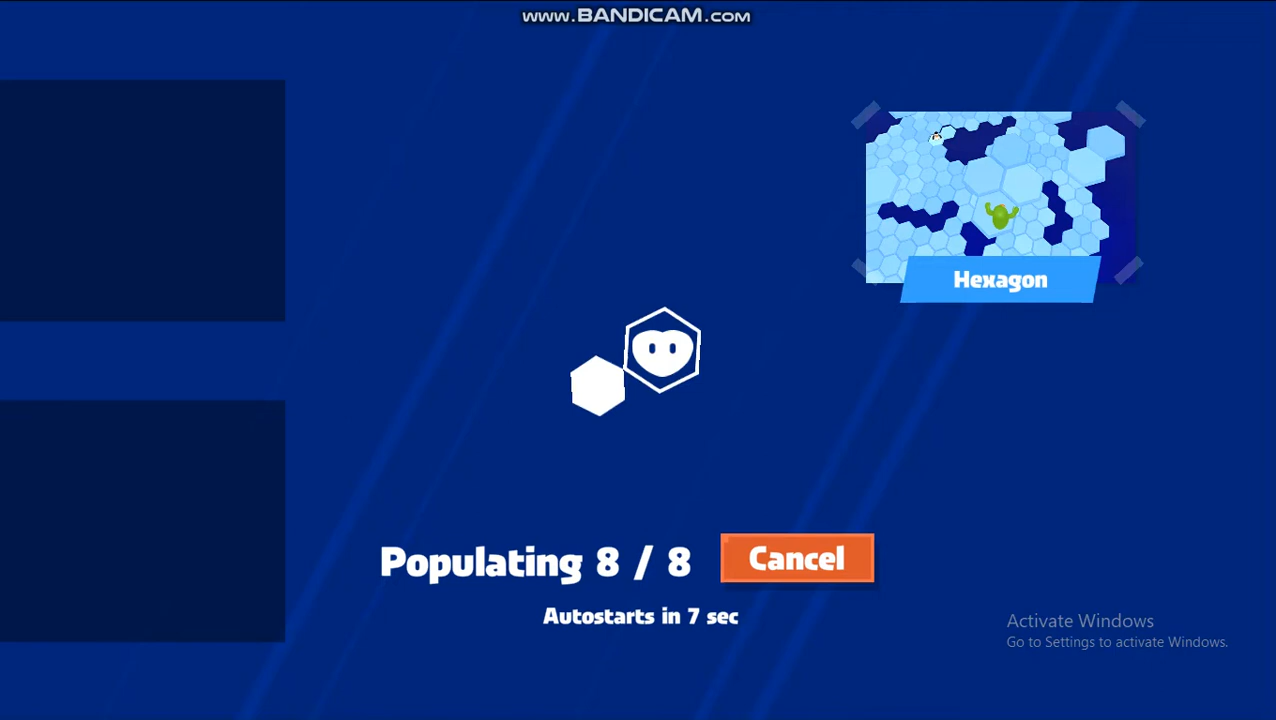 www.BANDICAM.com
Hexagon
Populating 8 / 8
Cancel
Autostarts in 7 sec
Activate Windows
Go to Settings to activate Windows.